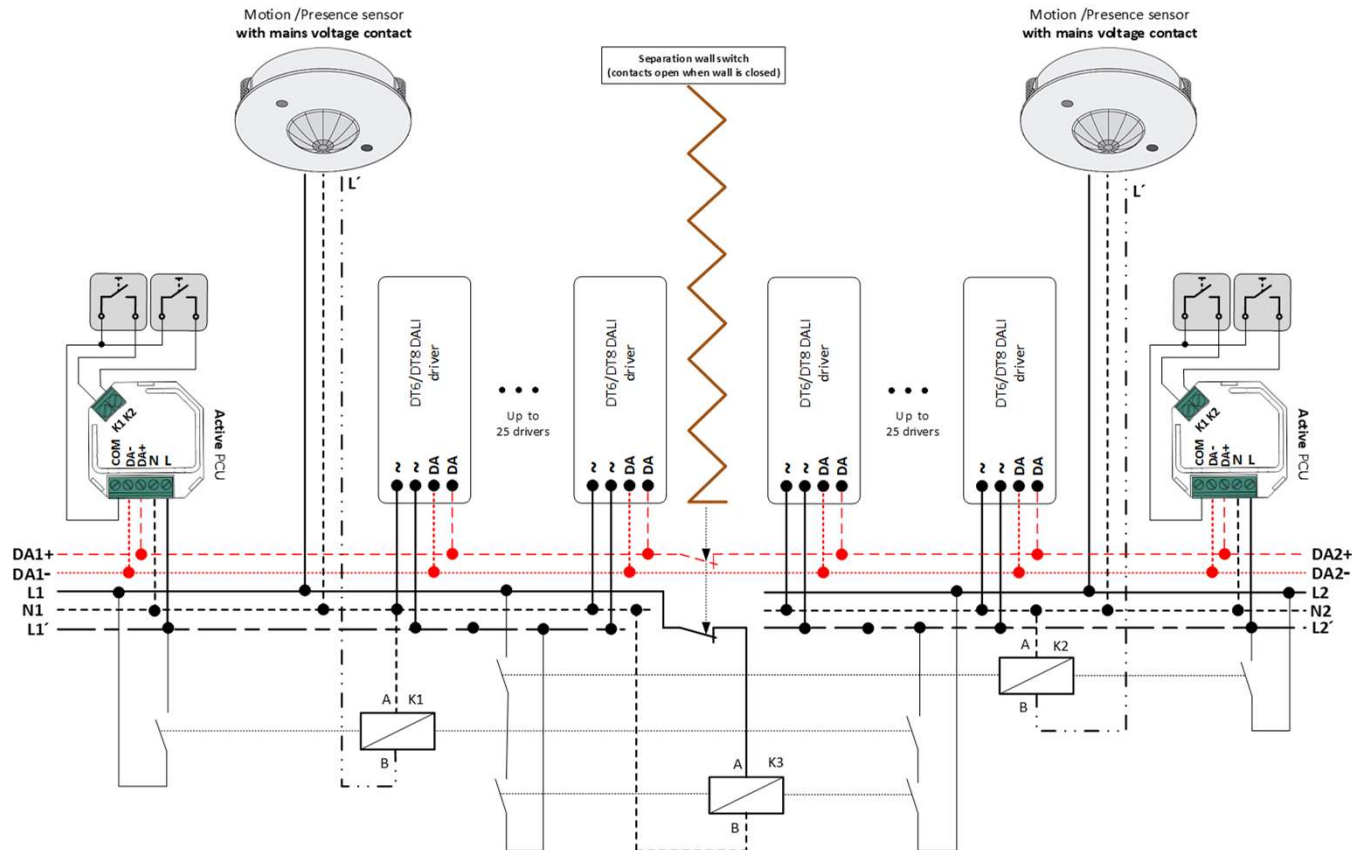 Motion /Presence sensor
with mains voltage contact
Separation wall switch
(contacts open when wall is closed)
Motion /Presence sensor
with mains voltage contact
L´
L´
DT6/DT8 DALI
driver
DT6/DT8 DALI
driver
DT6/DT8 DALI
driver
DT6/DT8 DALI
driver
Up to
25 drivers
Up to
25 drivers
K1 K2
COM
DA-
DA+
N L
Active PCU
K1 K2
COM
DA-
DA+
N L
Active PCU
~ ~ DA DA
~ ~ DA DA
~ ~ DA DA
~ ~ DA DA
DA1+
DA1-
L1
N1
L1´
DA2+
DA2-
L2
N2
L2´
A K2
B
A K1
B
A K3
B